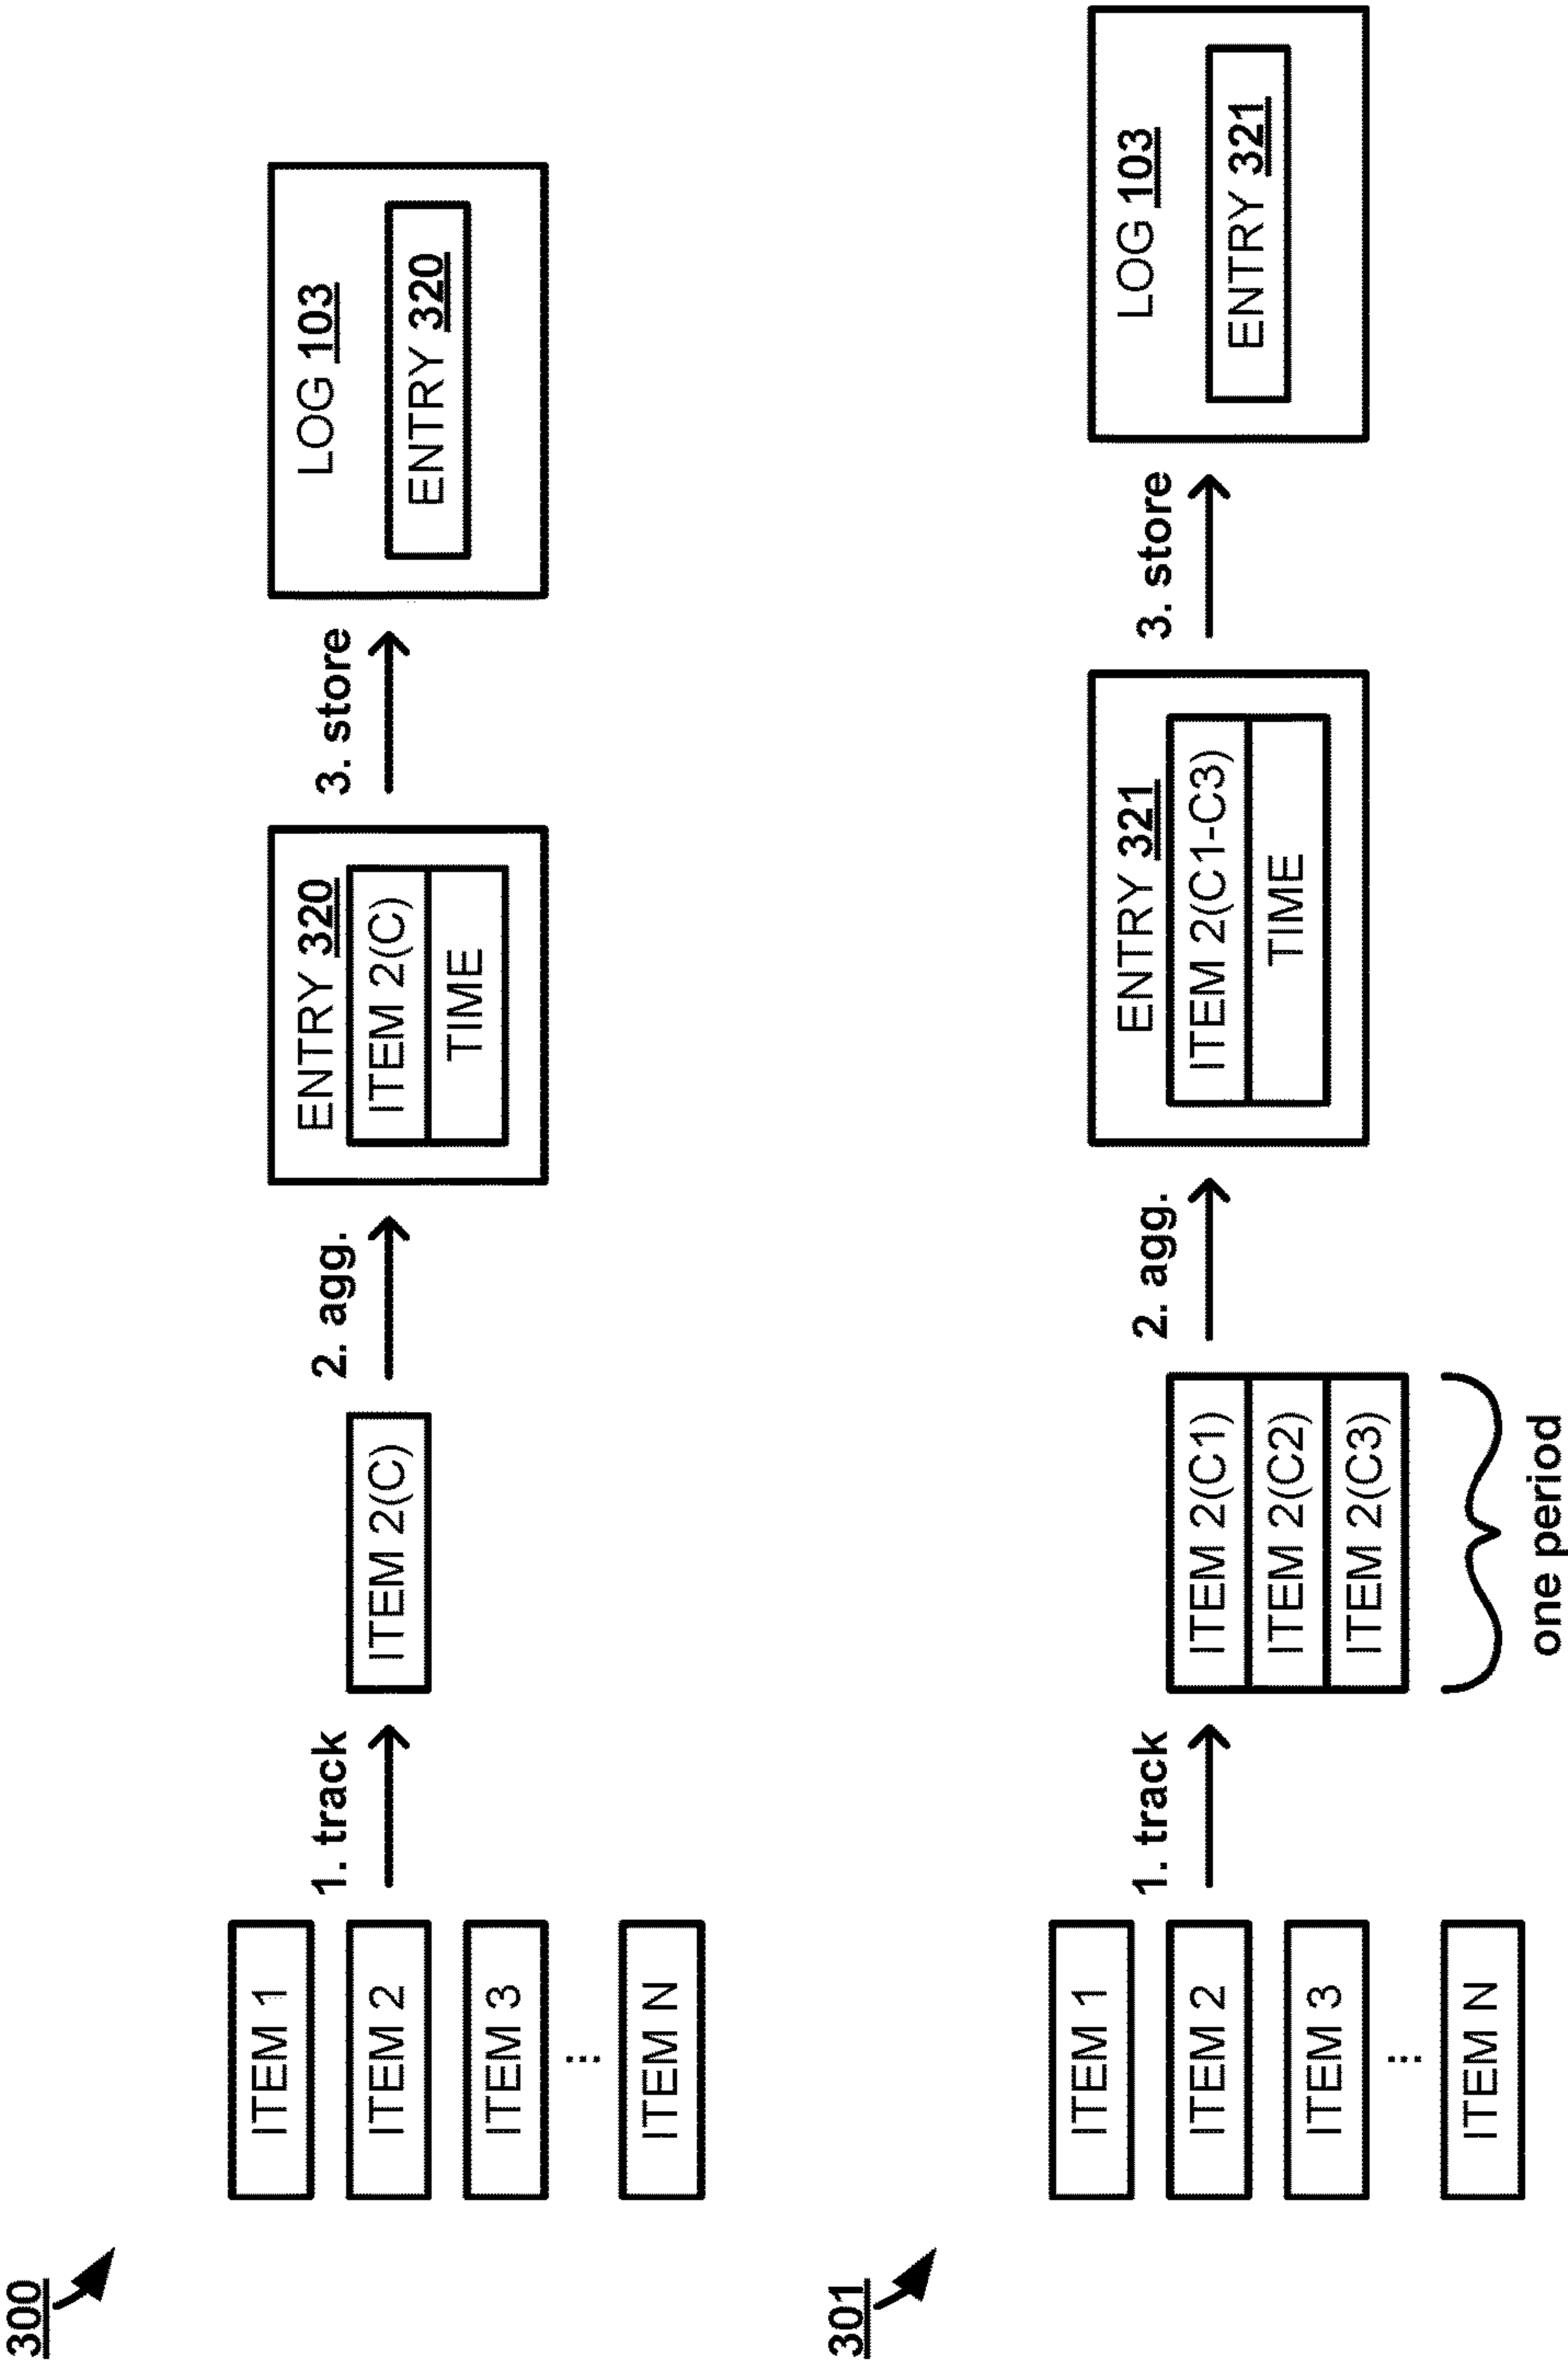 300
ITEM 1
ITEM 2
ITEM 3
...
ITEM N
1. track
ITEM 2(C)
2. agg.
ENTRY 320
ITEM 2(C)
TIME
3. store
LOG 103
ENTRY 320
301
ITEM 1
ITEM 2
ITEM 3
...
ITEM N
1. track
ITEM 2(C1)
ITEM 2(C2)
ITEM 2(C3)
one period
2. agg.
ENTRY 321
ITEM 2(C1-C3)
TIME
3. store
LOG 103
ENTRY 321